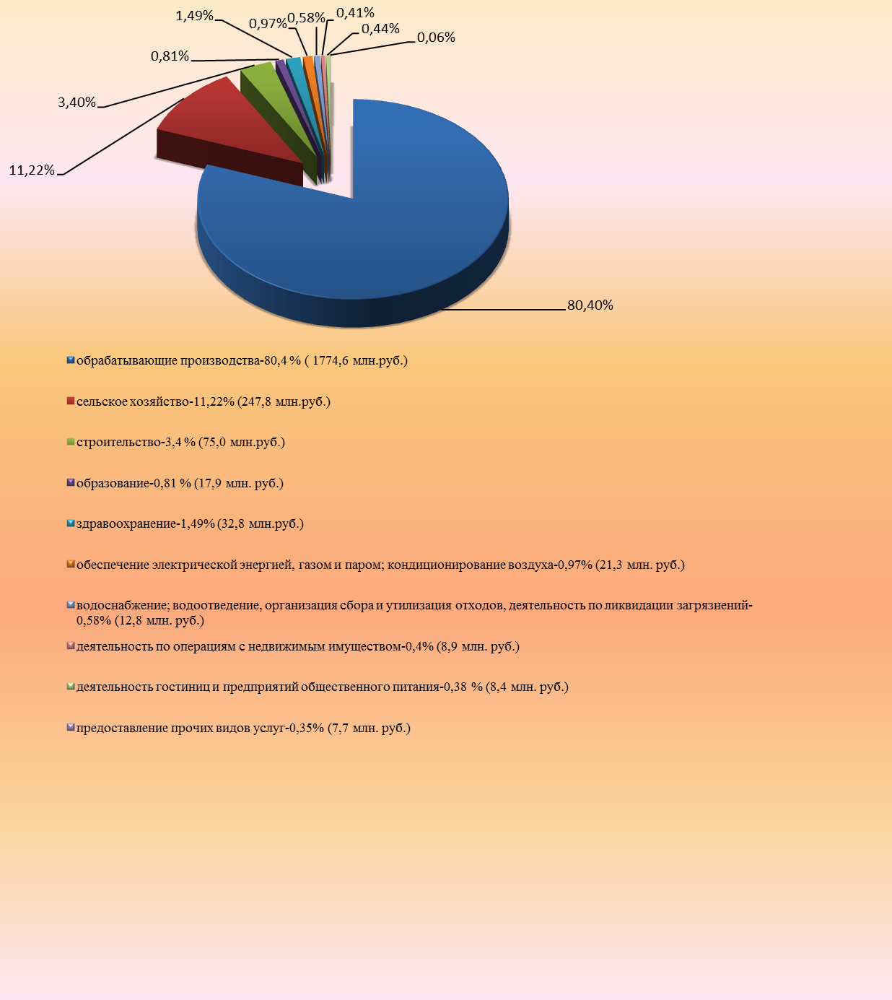 1,49%
0,97%
0,58%
0,41%
0,44%
0,06%
0,81%
3,40%
11,22%
80,40%
обрабатывающие производства-80,4 % ( 1774,6 млн.руб.)
сельское хозяйство-11,22% (247,8 млн.руб.)
строительство-3,4 % (75,0 млн.руб.)
образование-0,81 % (17,9 млн. руб.)
здравоохранение-1,49% (32,8 млн.руб.)
обеспечение электрической энергией, газом и паром; кондиционирование воздуха-0,97% (21,3 млн. руб.)
водоснабжение; водоотведение, организация сбора и утилизация отходов, деятельность по ликвидации загрязнений-
0,58% (12,8 млн. руб.)
деятельность по операциям с недвижимым имуществом-0,4% (8,9 млн. руб.)
деятельность гостиниц и предприятий общественного питания-0,38 % (8,4 млн. руб.)
предоставление прочих видов услуг-0,35% (7,7 млн. руб.)